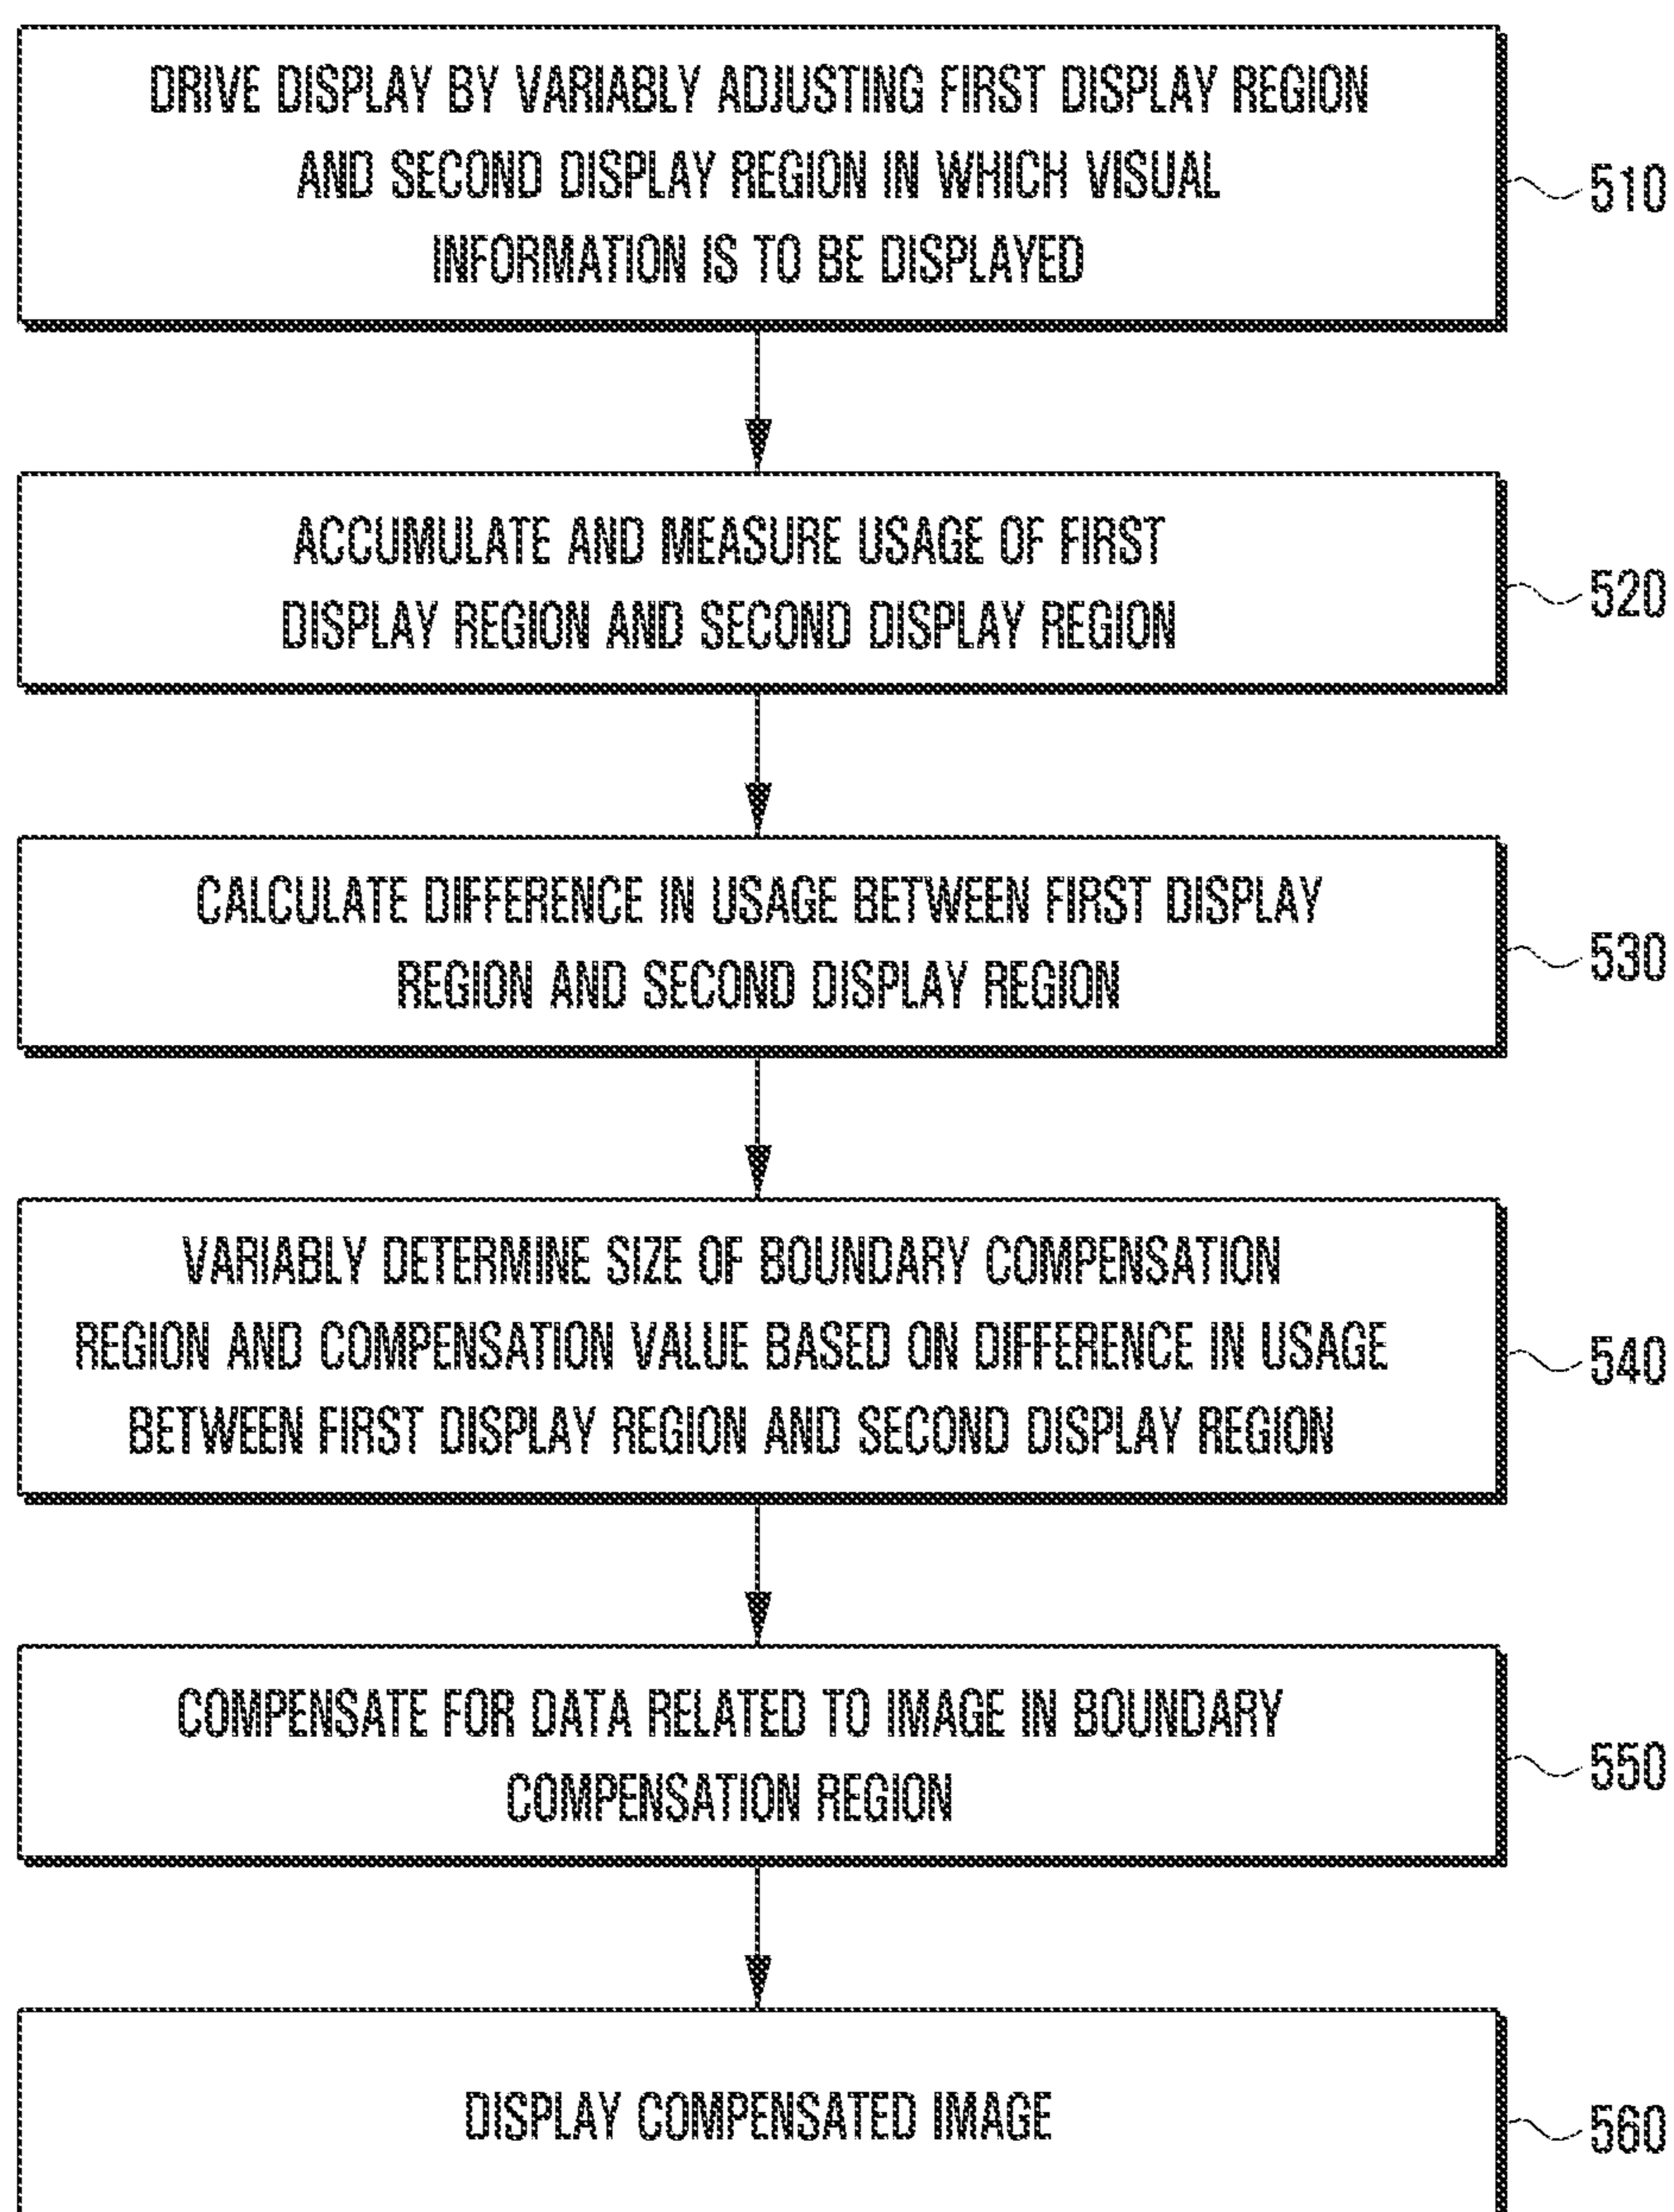 DRIVE DISPLAY BY VARIABLY ADJUSTING FIRST DISPLAY REGION
AND SECOND DISPLAY REGION IN WHICH VISUAL
INFORMATION IS TO BE DISPLAYED
510
ACCUMULATE AND MEASURE USAGE OF FIRST
DISPLAY REGION AND SECOND DISPLAY REGION
520
CALCULATE DIFFERENCE IN USAGE BETWEEN FIRST DISPLAY
REGION AND SECOND DISPLAY REGION
530
VARIABLY DETERMINE SIZE OF BOUNDARY COMPENSATION
REGION AND COMPENSATION VALUE BASED ON DIFFERENCE IN USAGE
BETWEEN FIRST DISPLAY REGION AND SECOND DISPLAY REGION
540
COMPENSATE FOR DATA RELATED TO IMAGE IN BOUNDARY
COMPENSATION REGION
550
DISPLAY COMPENSATED IMAGE
560